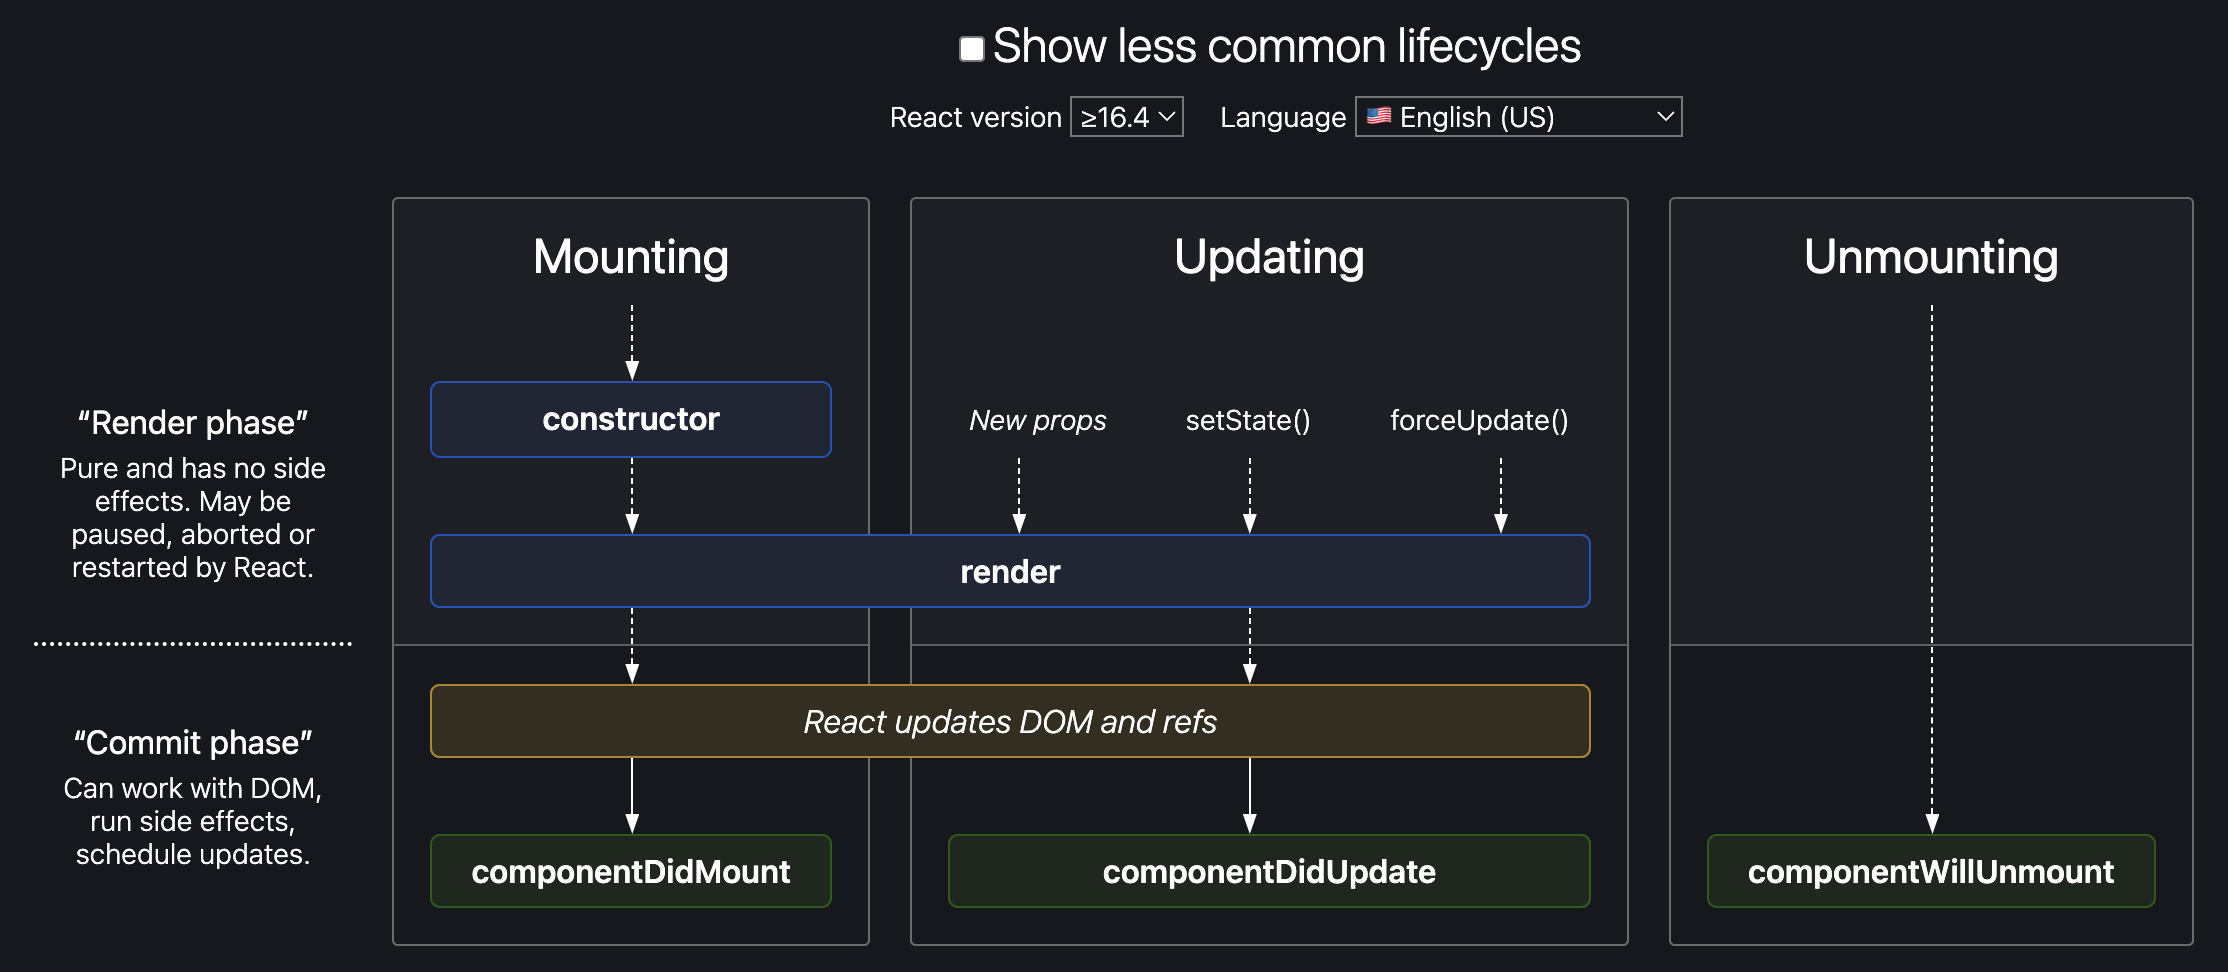 Show less common lifecycles
React version ≥16.4 Language 🇺🇸 English (US)
Mounting
Updating
Unmounting
“Render phase”
Pure and has no side
effects. May be
paused, aborted or
restarted by React.
constructor
New props
setState()
forceUpdate()
render
“Commit phase”
Can work with DOM,
run side effects,
schedule updates.
React updates DOM and refs
componentDidMount
componentDidUpdate
componentWillUnmount